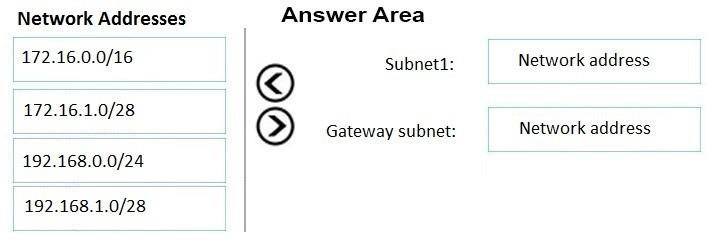 Network Addresses
172.16.0.0/16
172.16.1.0/28
192.168.0.0/24
192.168.1.0/28
Answer Area
Subnet1: Network address
Gateway subnet: Network address